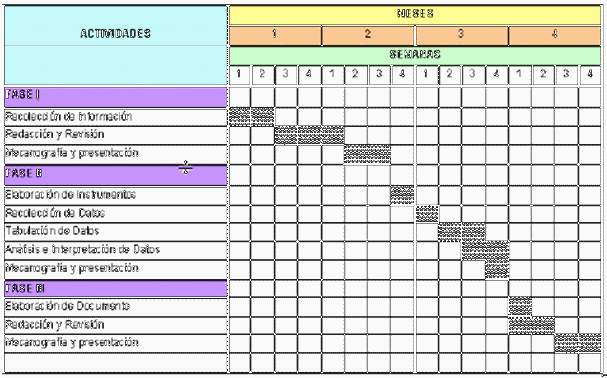 MESES
ACTIVIDADES
1 2 3 4
SEMANAS
1 2 3 4 1 2 3 4 1 2 3 4 1 2 3 4
FASE I
Recolección de Información
Redacción y Revisión
Mecanografía y presentación
FASE II
Elaboración de Instrumentos
Recolección de Datos
Tabulación de Datos
Análisis e Interpretación de Datos
Mecanografía y presentación
FASE III
Elaboración de Documento
Redacción y Revisión
Mecanografía y presentación